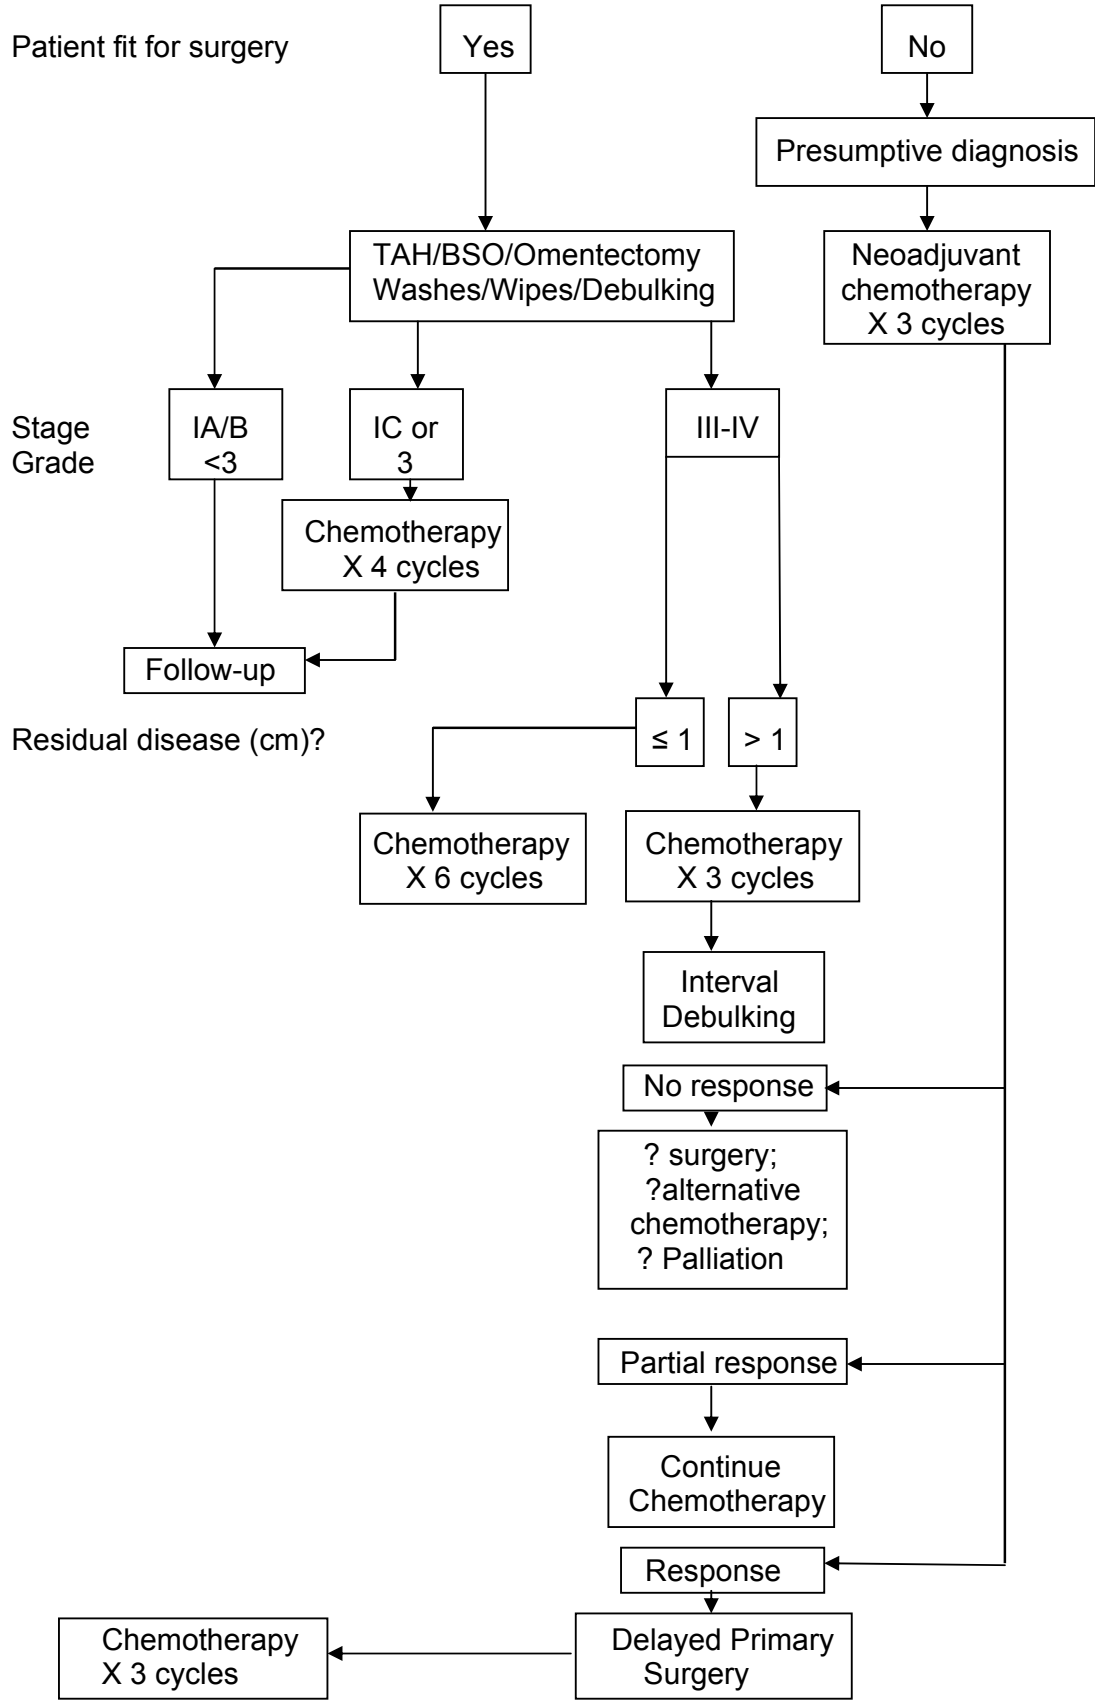 Patient fit for surgery
Yes
No
Presumptive diagnosis
TAH/BSO/Omentectomy
Washes/Wipes/Debulking
Neoadjuvant
chemotherapy
X 3 cycles
Stage
Grade
IA/B
<3
IC or
3
III-IV
Chemotherapy
X 4 cycles
Follow-up
Residual disease (cm)?
≤ 1
> 1
Chemotherapy
X 6 cycles
Chemotherapy
X 3 cycles
Interval
Debulking
No response
? surgery;
?alternative
chemotherapy;
? Palliation
Partial response
Continue
Chemotherapy
Response
Delayed Primary
Surgery
Chemotherapy
X 3 cycles